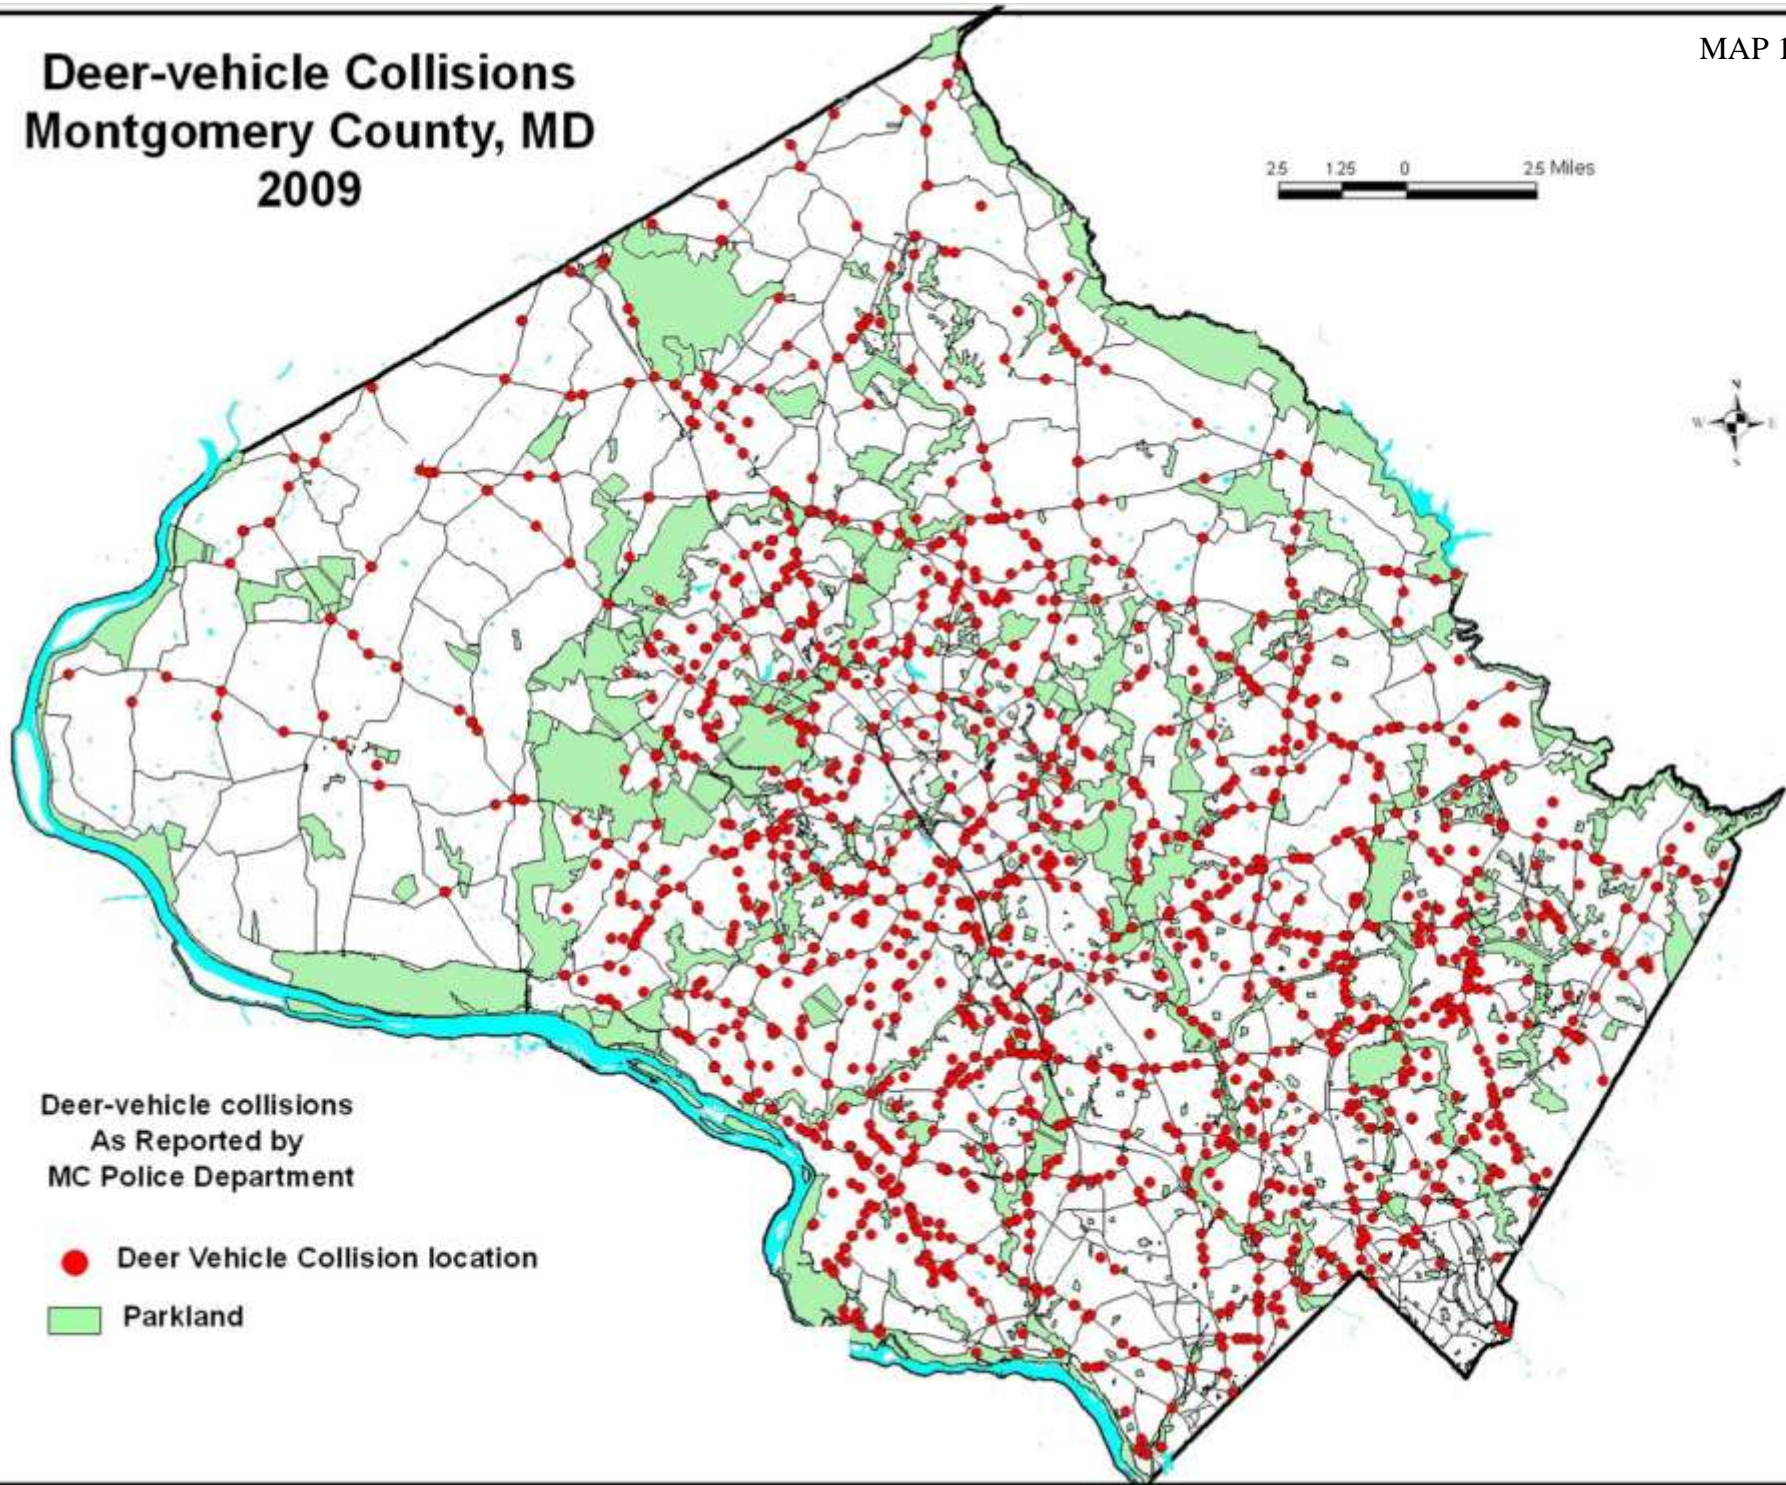 Deer-vehicle Collisions
Montgomery County, MD
2009
MAP 1
2.5 1.25 0 2.5 Miles
N
W E
S
Deer-vehicle collisions
As Reported by
MC Police Department
Deer Vehicle Collision location
Parkland